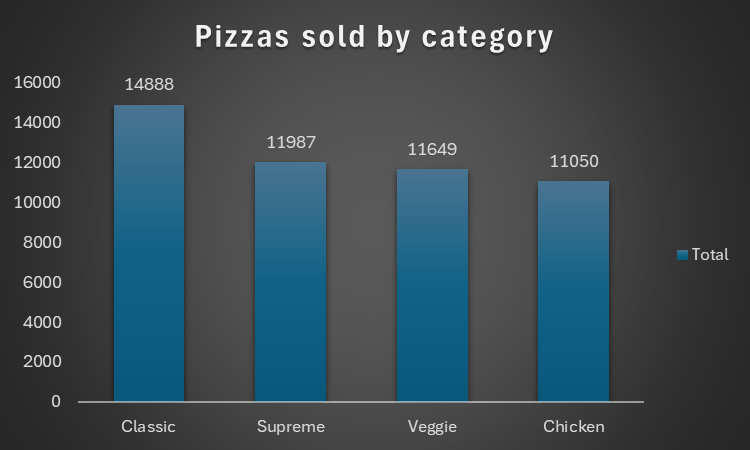 Pizzas sold by category
16000
14000
12000
10000
8000
6000
4000
2000
0
14888
11987
11649
11050
Classic
Supreme
Veggie
Chicken
Total